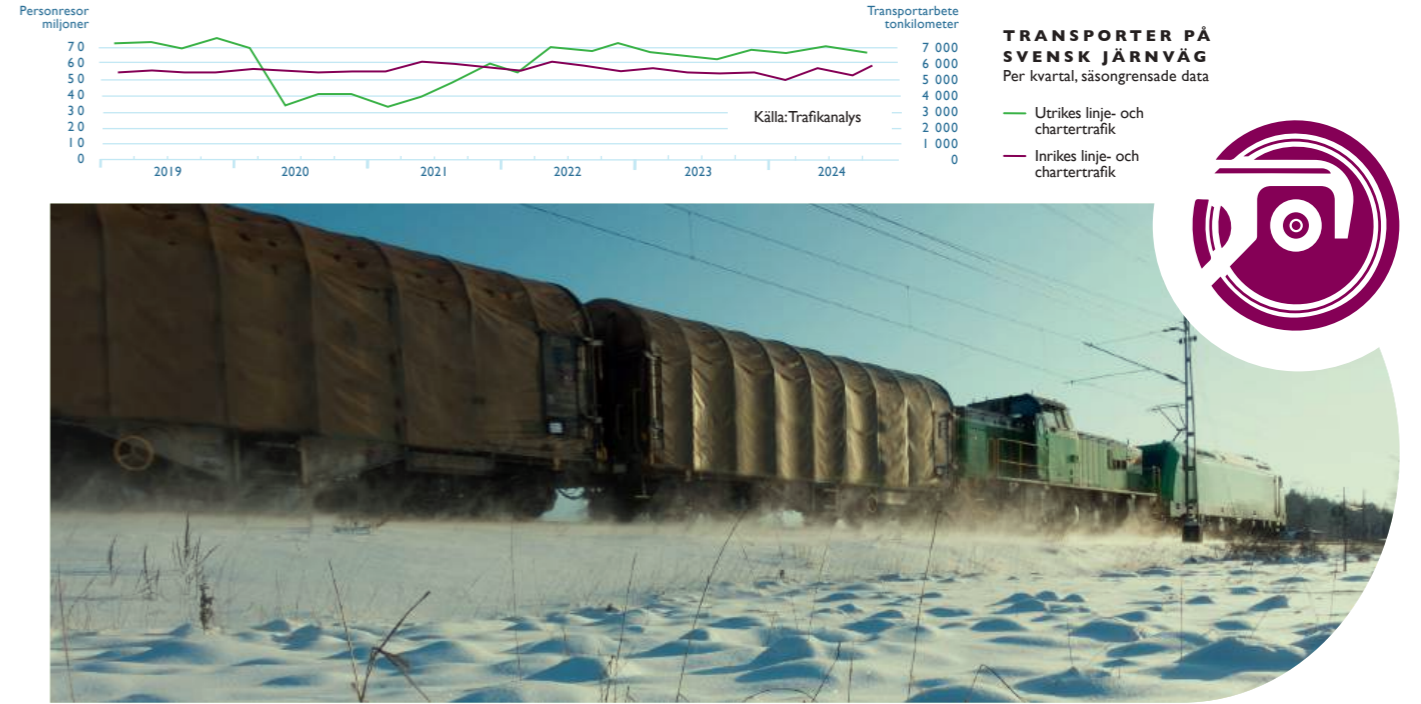 Personresor
miljoner
70
60
50
40
30
20
10
0
2019
2020
2021
2022
2023
2024
Källa: Trafikanalys
Transportarbete
tonkilometer
7 000
6 000
5 000
4 000
3 000
2 000
1 000
0
TRANSPORTER PÅ
SVENSK JÄRNVÄG
Per kvartal, säsongrensade data
Utrikes linje- och
chartertrafik
Inrikes linje- och
chartertrafik